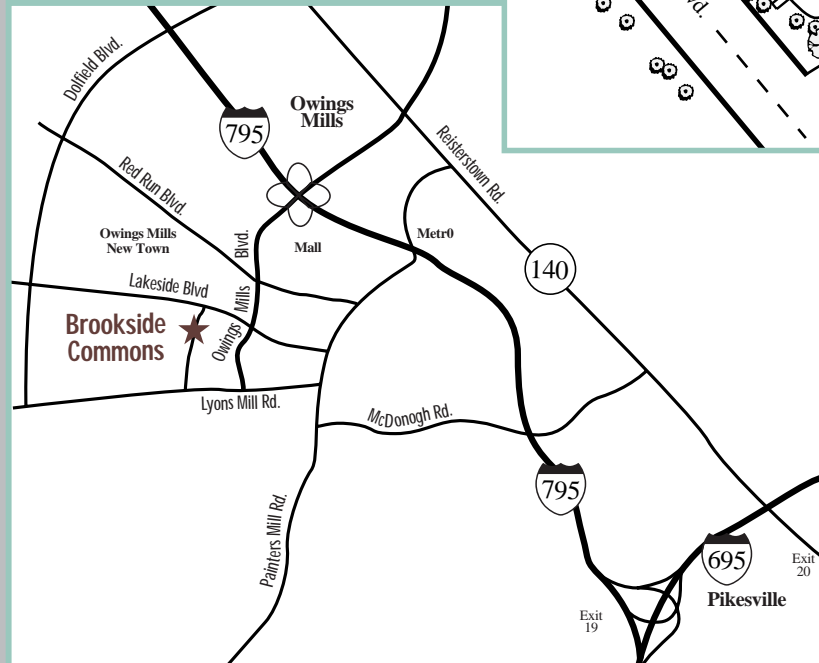 vd.
Dolfield Blvd.
Owings
Mills
795
Reisterstown Rd.
Red Run Blvd.
Owings Mills
New Town
Owings Mills Blvd.
Mall
Metr0
140
Lakeside Blvd
Brookside
Commons
Lyons Mill Rd.
McDonogh Rd.
795
Painters Mill Rd.
695
Exit
20
Pikesville
Exit
19